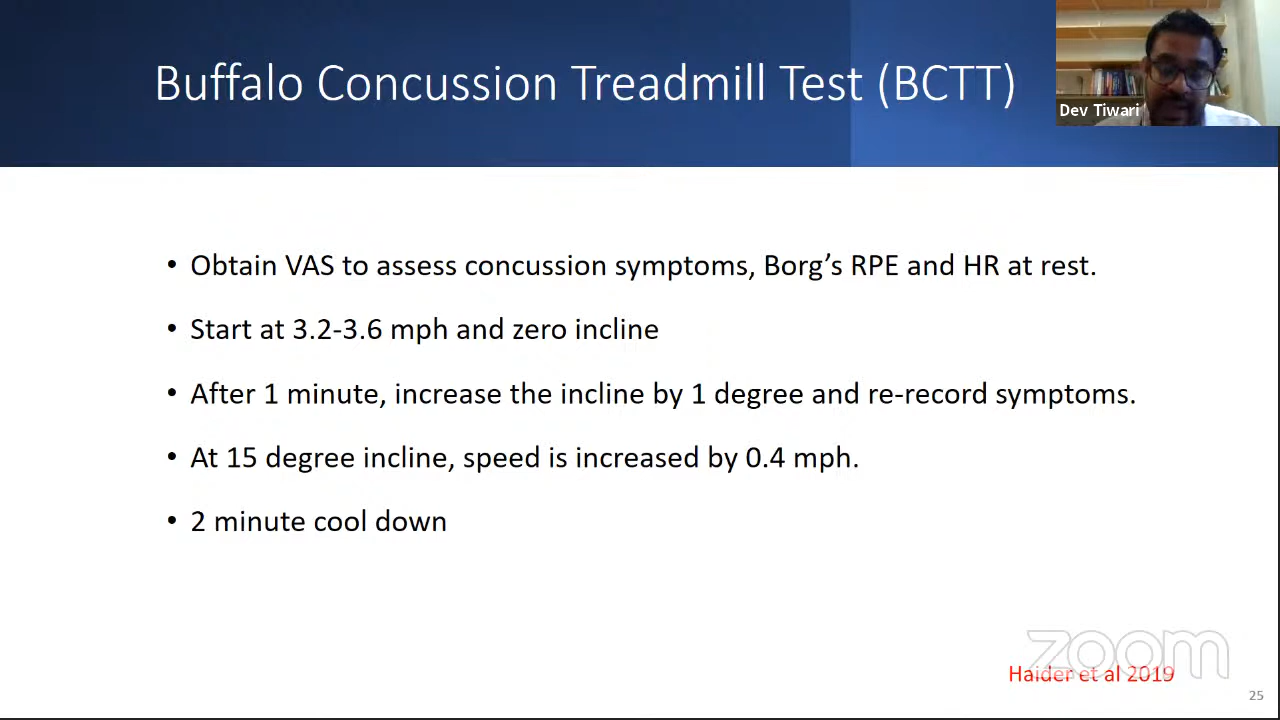 Buffalo Concussion Treadmill Test (BCTT)
Dev Tiwari
• Obtain VAS to assess concussion symptoms, Borg’s RPE and HR at rest.
• Start at 3.2-3.6 mph and zero incline
• After 1 minute, increase the incline by 1 degree and re-record symptoms.
• At 15 degree incline, speed is increased by 0.4 mph.
• 2 minute cool down
zoom
Haider et al 2019
25